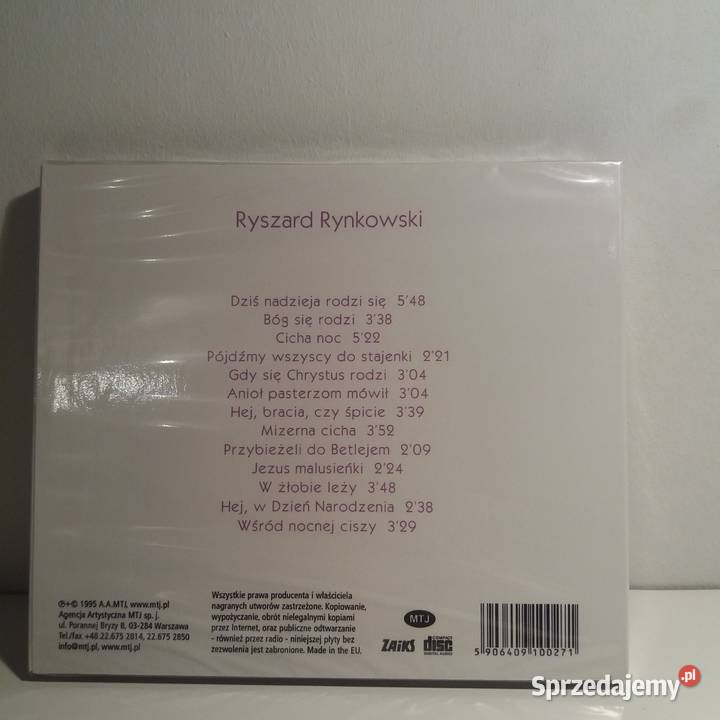 Ryszard Rynkowski
Dziś nadzieja rodzi się 5'48
Bóg się rodzi 3'38
Cicha noc 5'22
Pójdźmy wszyscy do stajenki 2'21
Gdy się Chrystus rodzi 3'04
Anioł pasterzom mówił 3'04
Hej, bracia, czy śpicie 3'39
Mizerna cicha 3'52
Przybieżeli do Betlejem 2'09
Jezus malusieńki 2'24
W żłobie leży 3'48
Hej, w Dzień Narodzenia 2'38
Wśród nocnej ciszy 3'29
℗+© 1995 A.A.MTJ, www.mtj.pl
Agencja Artystyczna MTJ sp. j.
ul. Porannej Bryzy 8, 03-284 Warszawa
Tel./fax +48.22.675 2814, 22.675 2850
info@mtj.pl, www.mtj.pl
Wszystkie prawa producenta i właściciela
nagranych utworów zastrzeżone. Kopiowanie,
wypożyczanie, obrót nielegalnymi kopiami
przez Internet, oraz publiczne odtwarzanie
- również przez radio - niniejszej płyty bez
zezwolenia jest zabronione. Made in the EU.
MTJ
ZAiKS
COMPACT
disc
DIGITAL AUDIO
5 906409 100271
Sprzedajemy.pl